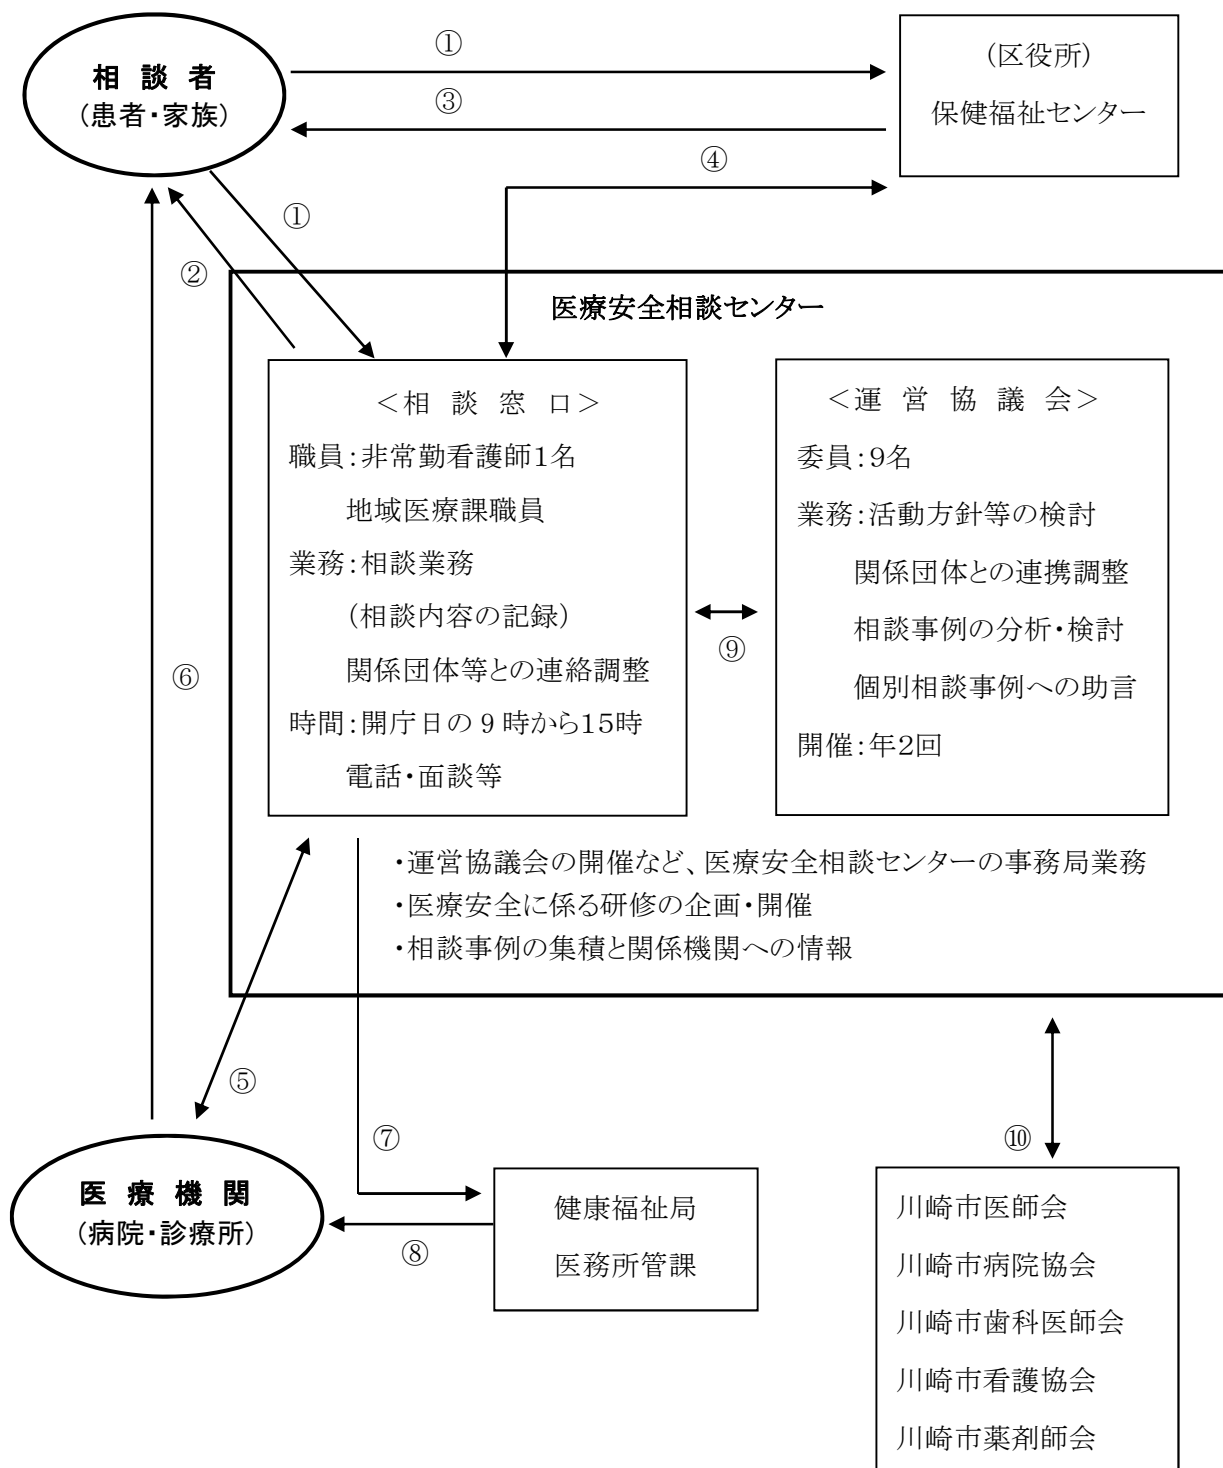 ①
相 談 者
(患者・家族)
(区役所)
保健福祉センター
③
④
①
②
医療安全相談センター
＜相 談 窓 口＞
職員：非常勤看護師１名
地域医療課職員
業務：相談業務
(相談内容の記録)
関係団体等との連絡調整
時間：開庁日の 9 時から１５時
電話・面談等
＜運 営 協 議 会＞
委員：９名
業務：活動方針等の検討
関係団体との連携調整
相談事例の分析・検討
個別相談事例への助言
開催：年２回
⑨
⑥
・運営協議会の開催など、医療安全相談センターの事務局業務
・医療安全に係る研修の企画・開催
・相談事例の集積と関係機関への情報
⑤
⑦
⑩
医 療 機 関
(病院・診療所)
⑧
健康福祉局
医務所管課
川崎市医師会
川崎市病院協会
川崎市歯科医師会
川崎市看護協会
川崎市薬剤師会